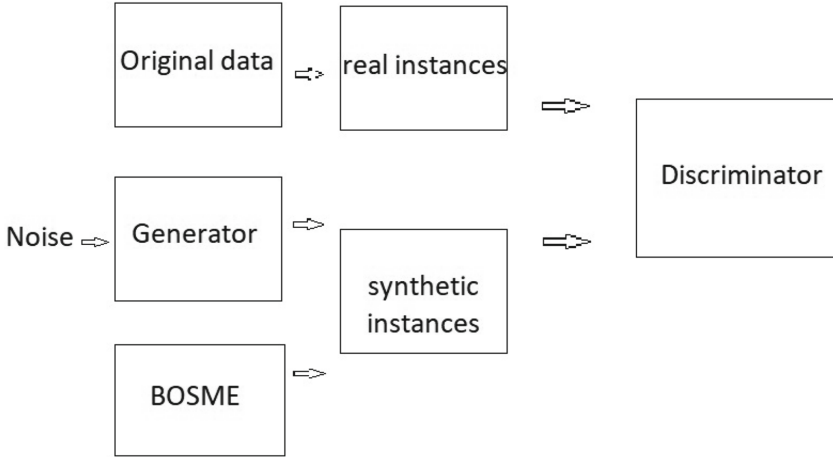 Original data
real instances
Noise
Generator
Discriminator
synthetic
instances
BOSME